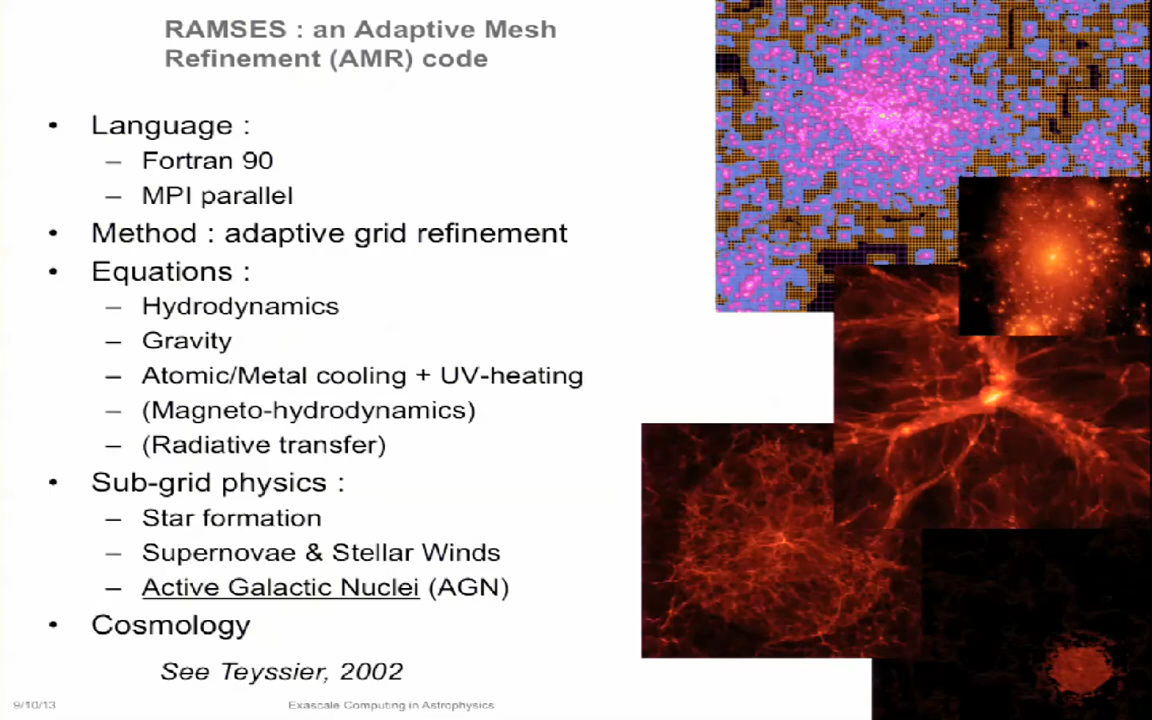 RAMSES : an Adaptive Mesh
Refinement (AMR) code
• Language :
– Fortran 90
– MPI parallel
• Method : adaptive grid refinement
• Equations :
– Hydrodynamics
– Gravity
– Atomic/Metal cooling + UV-heating
– (Magneto-hydrodynamics)
– (Radiative transfer)
• Sub-grid physics :
– Star formation
– Supernovae & Stellar Winds
– Active Galactic Nuclei (AGN)
• Cosmology
See Teyssier, 2002
9/10/13
Exascale Computing in Astrophysics